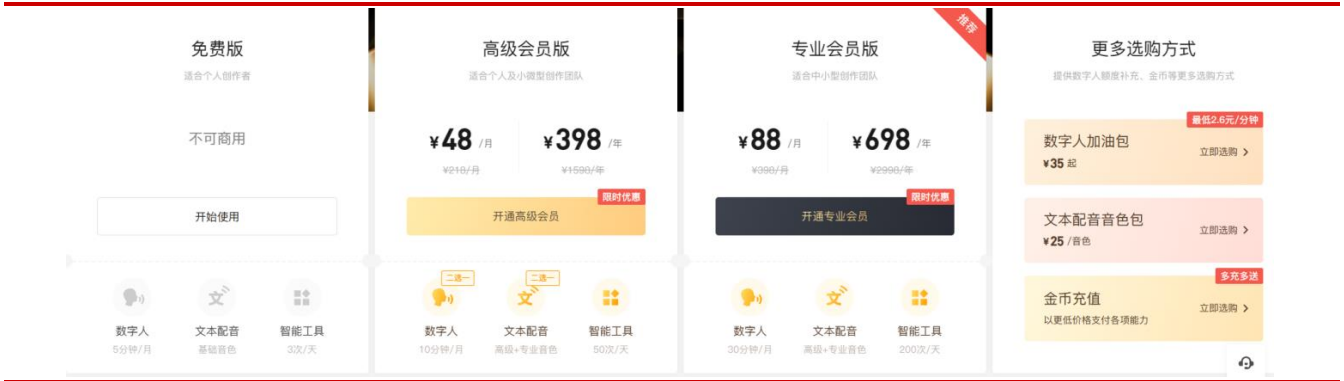 免费版
适合个人创作者
不可商用
开始使用
数字人
文本配音
智能工具
5分钟/月
基础音色
3次/天
高级会员版
适合个人及小微型创作团队
¥48 /月
¥398 /年
¥218/月
¥1590/年
限时优惠
开通高级会员
二选一
二选一
文
数字人
文本配音
智能工具
10分钟/月
高级+专业音色
50次/天
推荐
专业会员版
适合中小型创作团队
¥88 /月
¥698 /年
¥398/月
¥2998/年
限时优惠
开通专业会员
文
数字人
文本配音
智能工具
30分钟/月
高级+专业音色
200次/天
更多选购方式
提供数字人额度补充、金币等更多选购方式
最低2.6元/分钟
数字人加油包
¥35 起
立即选购 >
文本配音音色包
¥25 /音色
立即选购 >
多充多送
金币充值
以更低价格支付各项能力
立即选购 >